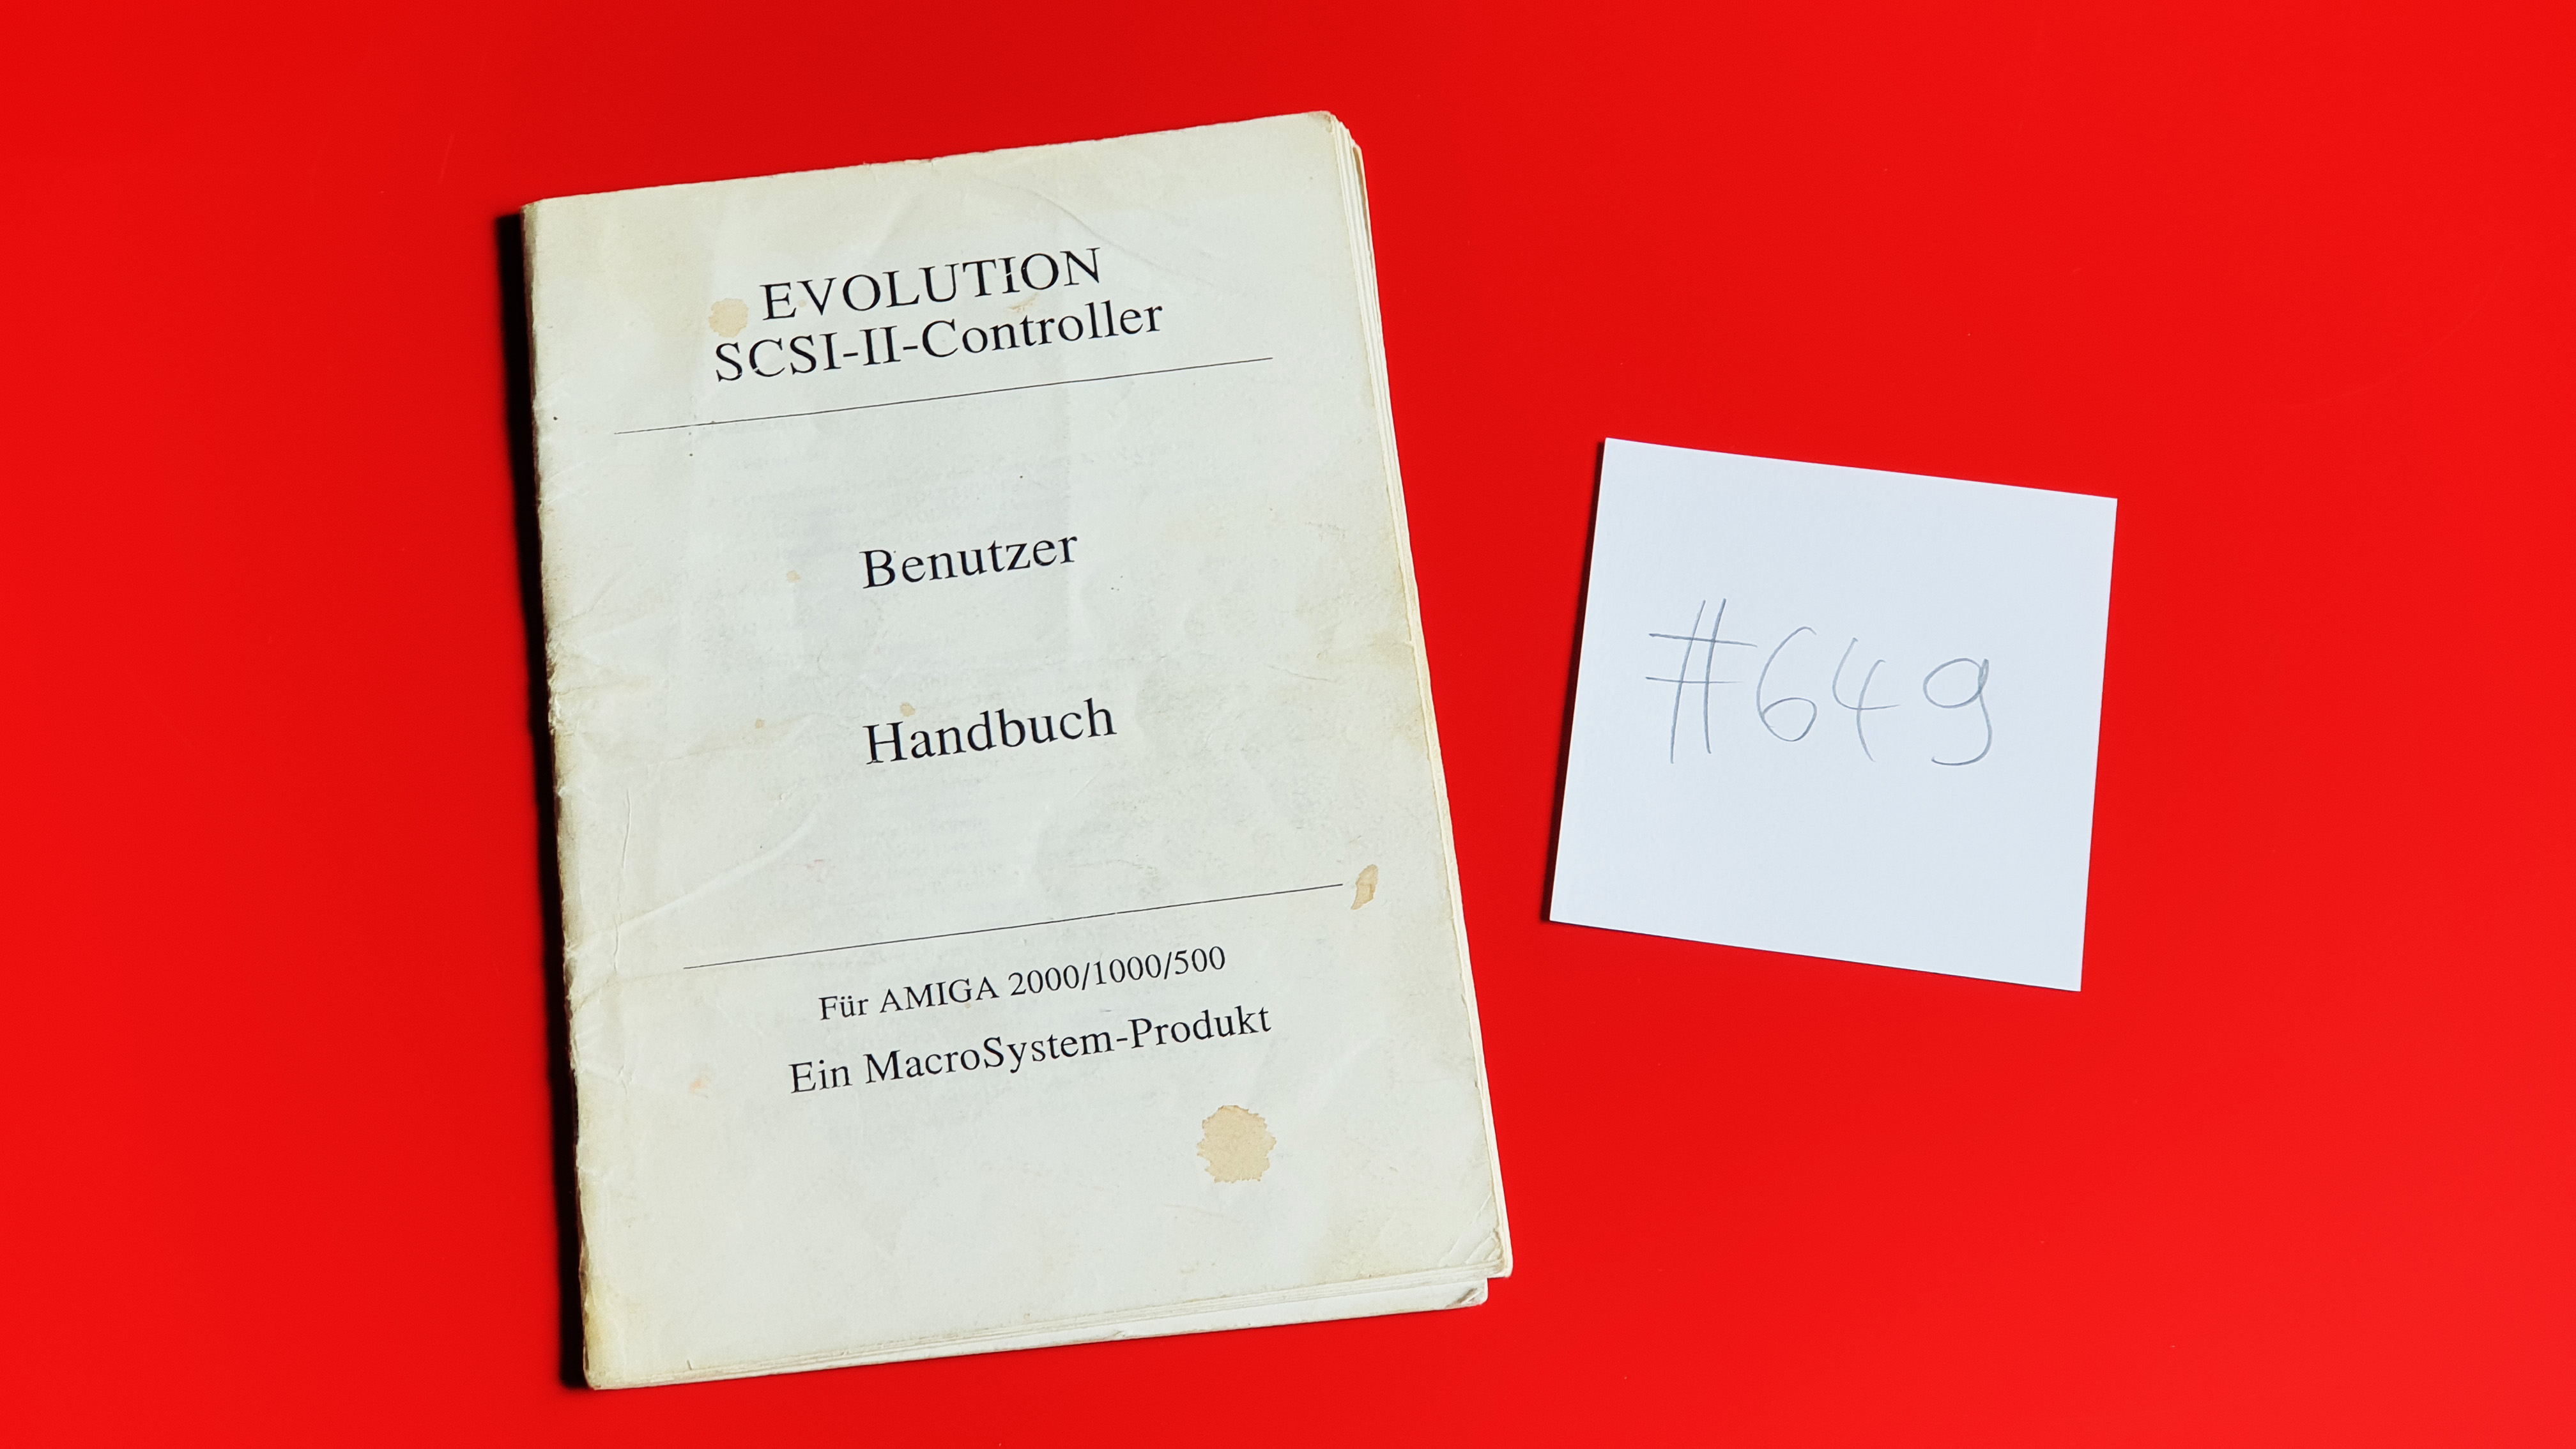 EVOLUTION
SCSI-II-Controller
Benutzer
Handbuch
Für AMIGA 2000/1000/500
Ein MacroSystem-Produkt
#649